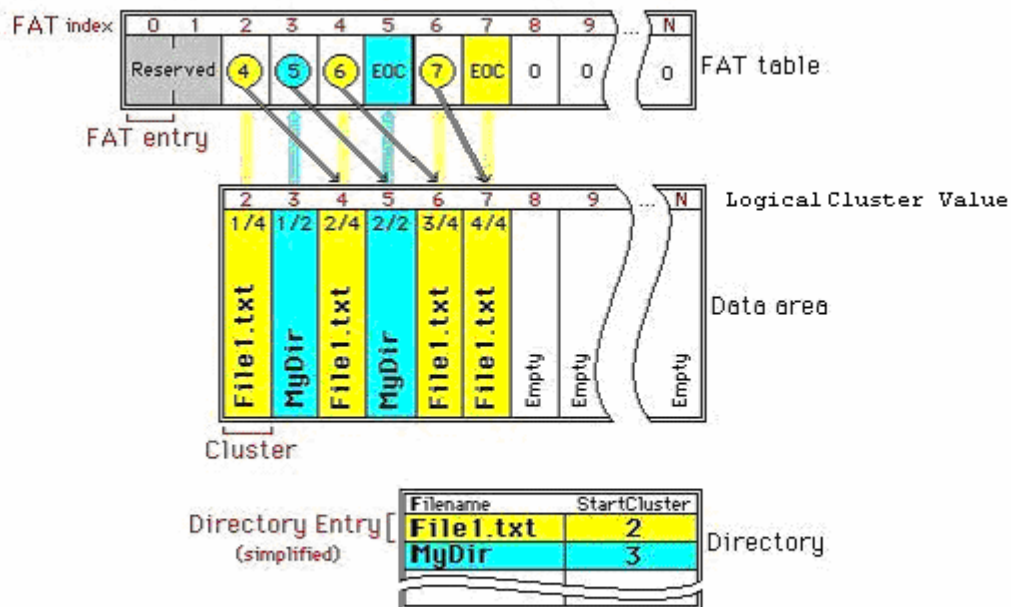 FAT index 0 1 2 3 4 5 6 7 8 9 ... N
Reserved 4 5 6 EOC 7 EOC 0 0 0 FAT table
FAT entry
2 3 4 5 6 7 8 9 ... N Logical Cluster Value
1/4 1/2 2/4 2/2 3/4 4/4
File1.txt MyDir File1.txt MyDir File1.txt File1.txt Empty Empty Empty Data area
Cluster
Filename StartCluster
Directory Entry File1.txt 2
(simplified) MyDir 3 Directory